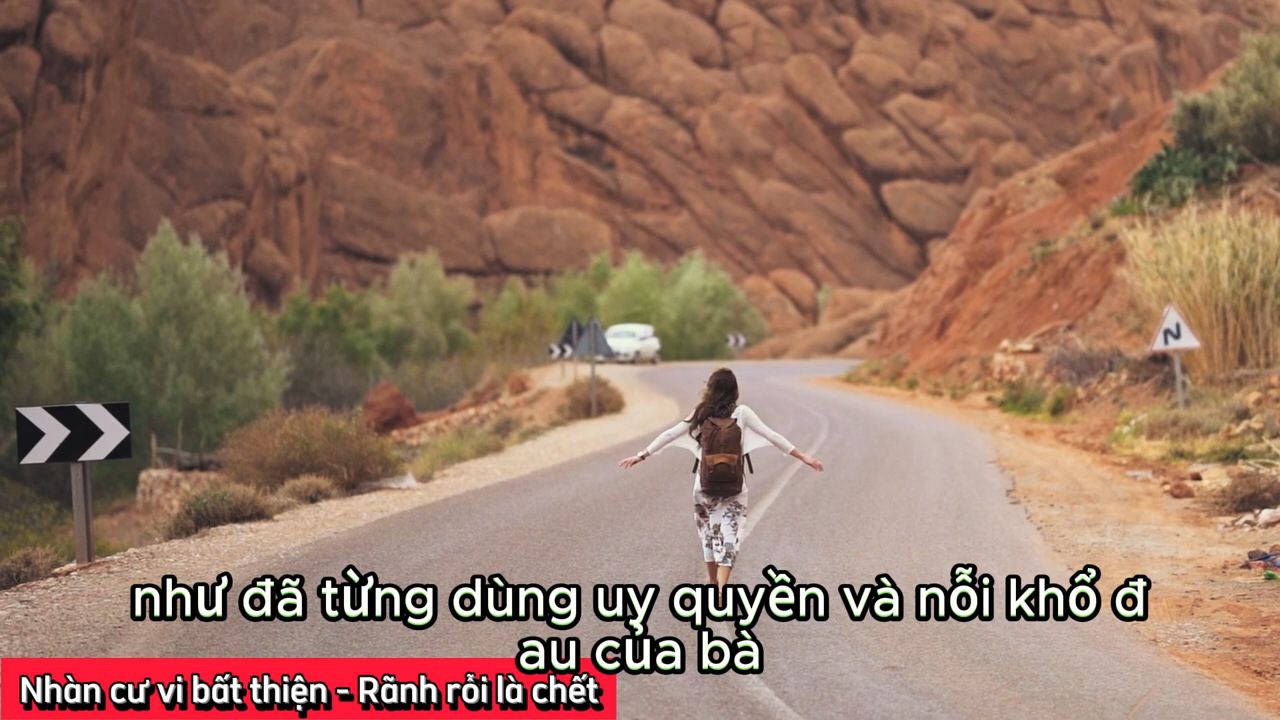 như đã từng dùng uy quyền và nỗi khổ đ
au của bà
Nhàn cư vi bất thiện - Rãnh rỗi là chết